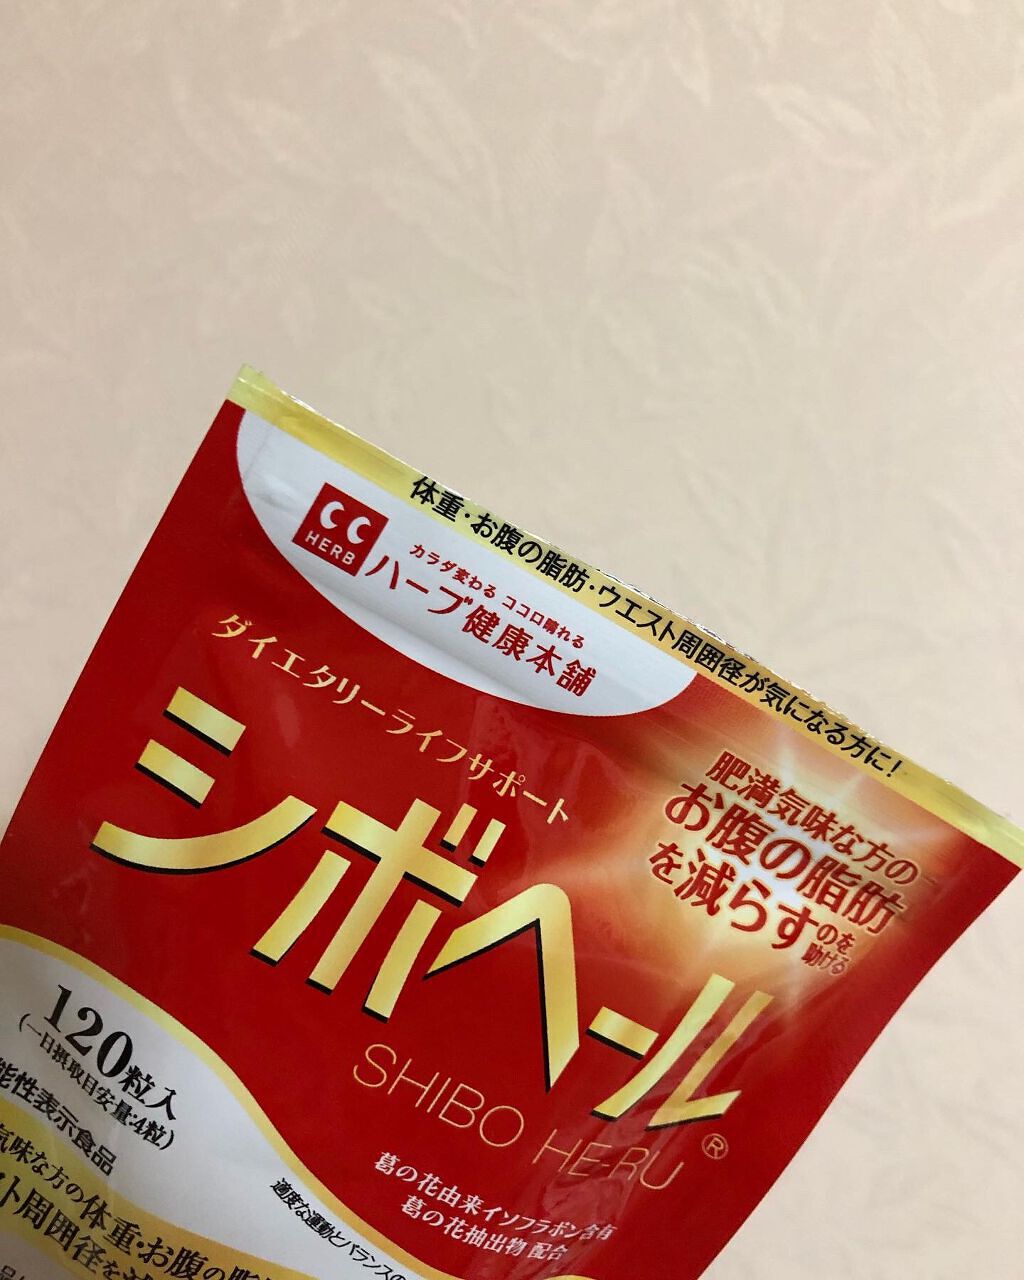 体重・お腹の脂肪・ウエスト周囲径が気になる方に!
CC
HERB
カラダ変わる ココロ晴れる
ハーブ健康本舗
ダイエタリーライフサポート
シボヘール
SHIBO HE-RU®
肥満気味な方の
お腹の脂肪
を減らすのを
助ける
120粒入
(一日摂取目安量:4粒)
能性表示食品
気味な方の体重・お腹の脂
スト周囲径を
適度な運動とバランスの
葛の花由来イソフラボン含有
葛の花抽出物 配合